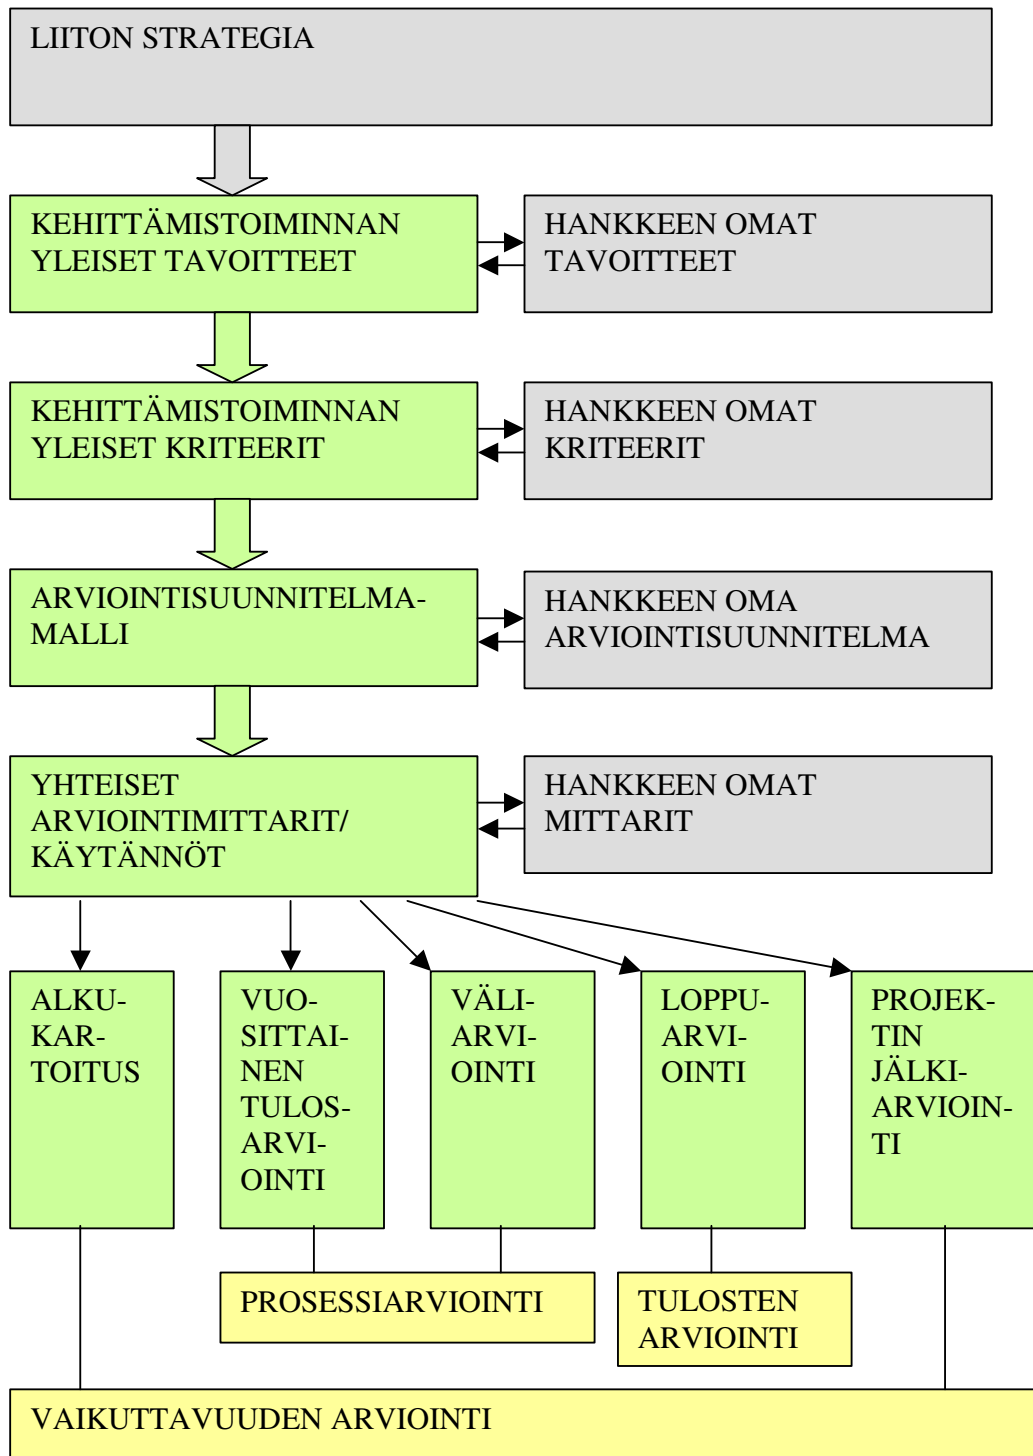 LIITON STRATEGIA
KEHITTÄMISTOIMINNAN
YLEISET TAVOITTEET
HANKKEEN OMAT
TAVOITTEET
KEHITTÄMISTOIMINNAN
YLEISET KRITEERIT
HANKKEEN OMAT
KRITEERIT
ARVIOINTISUUNNITELMA-
MALLI
HANKKEEN OMA
ARVIOINTISUUNNITELMA
YHTEISET
ARVIOINTIMITTARIT/
KÄYTÄNNÖT
HANKKEEN OMAT
MITTARIT
ALKU-
KAR-
TOITUS
VUO-
SITTAI-
NEN
TULOS-
ARVI-
OINTI
VÄLI-
ARVI-
OINTI
LOPPU-
ARVI-
OINTI
PROJEK-
TIN
JÄLKI-
ARVIOIN-
TI
PROSESSIARVIOINTI
TULOSTEN
ARVIOINTI
VAIKUTTAVUUDEN ARVIOINTI